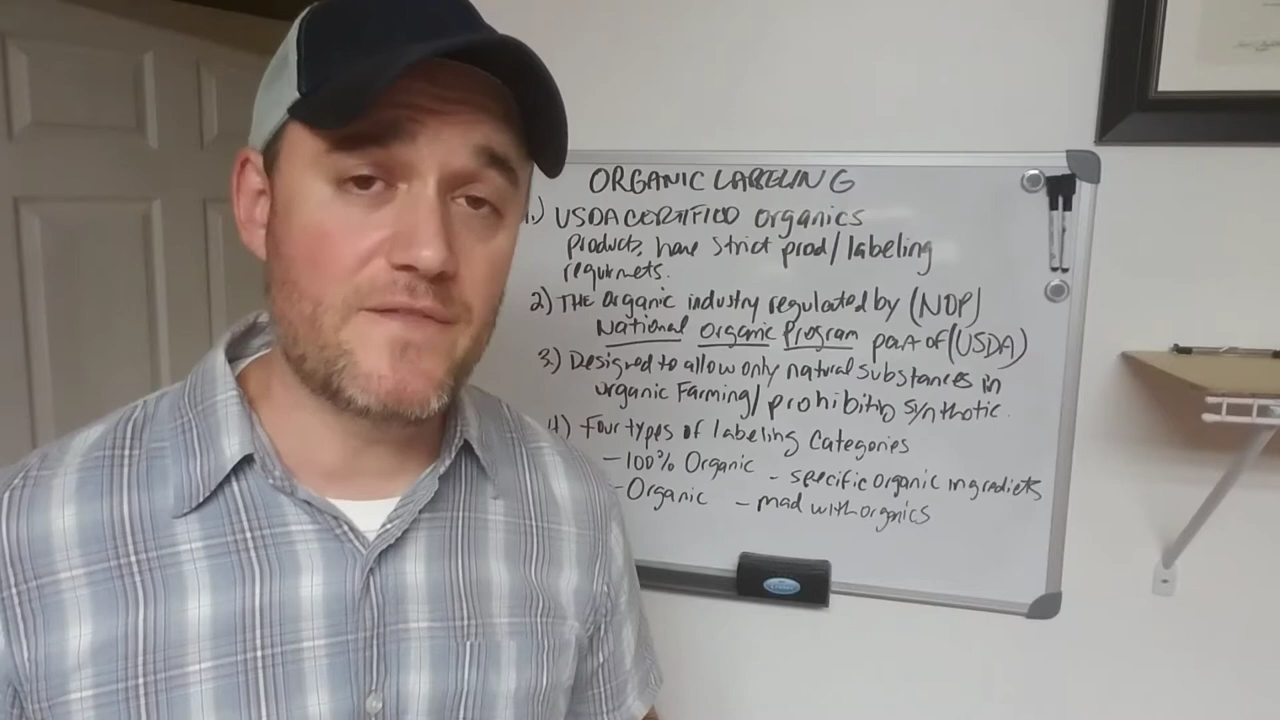 ORGANIC LABELING
1.) USDA CERTIFIED Organics
Products, have strict prod/labeling
requirmets.
2) THE Organic industry regulated by (NOP)
National Organic Program part of (USDA)
3.) Designed to allow only natural substances in
organic Farming/prohibiting synthotic.
4) Four types of labeling Categories
- 100% Organic - specific organic ingrediets
- Organic - mad with organics